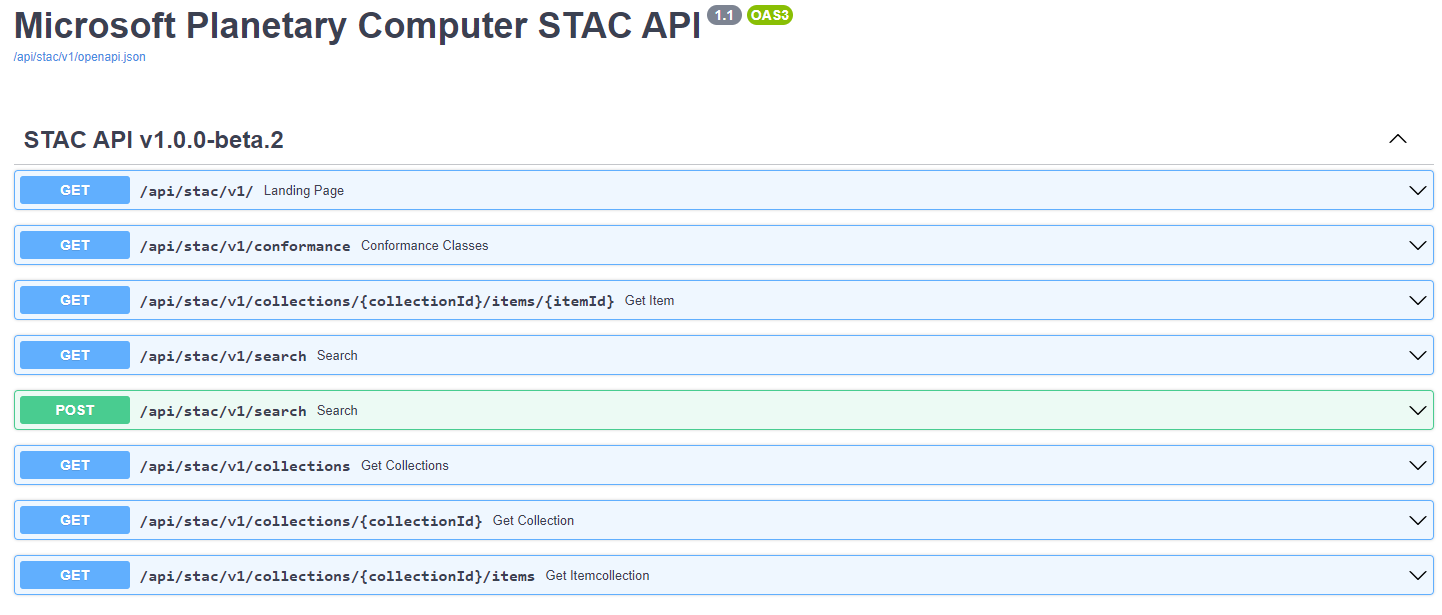 Microsoft Planetary Computer STAC API 1.1 OAS3
/api/stac/v1/openapi.json
STAC API v1.0.0-beta.2
GET /api/stac/v1/ Landing Page
GET /api/stac/v1/conformance Conformance Classes
GET /api/stac/v1/collections/{collectionId}/items/{itemId} Get Item
GET /api/stac/v1/search Search
POST /api/stac/v1/search Search
GET /api/stac/v1/collections Get Collections
GET /api/stac/v1/collections/{collectionId} Get Collection
GET /api/stac/v1/collections/{collectionId}/items Get Itemcollection